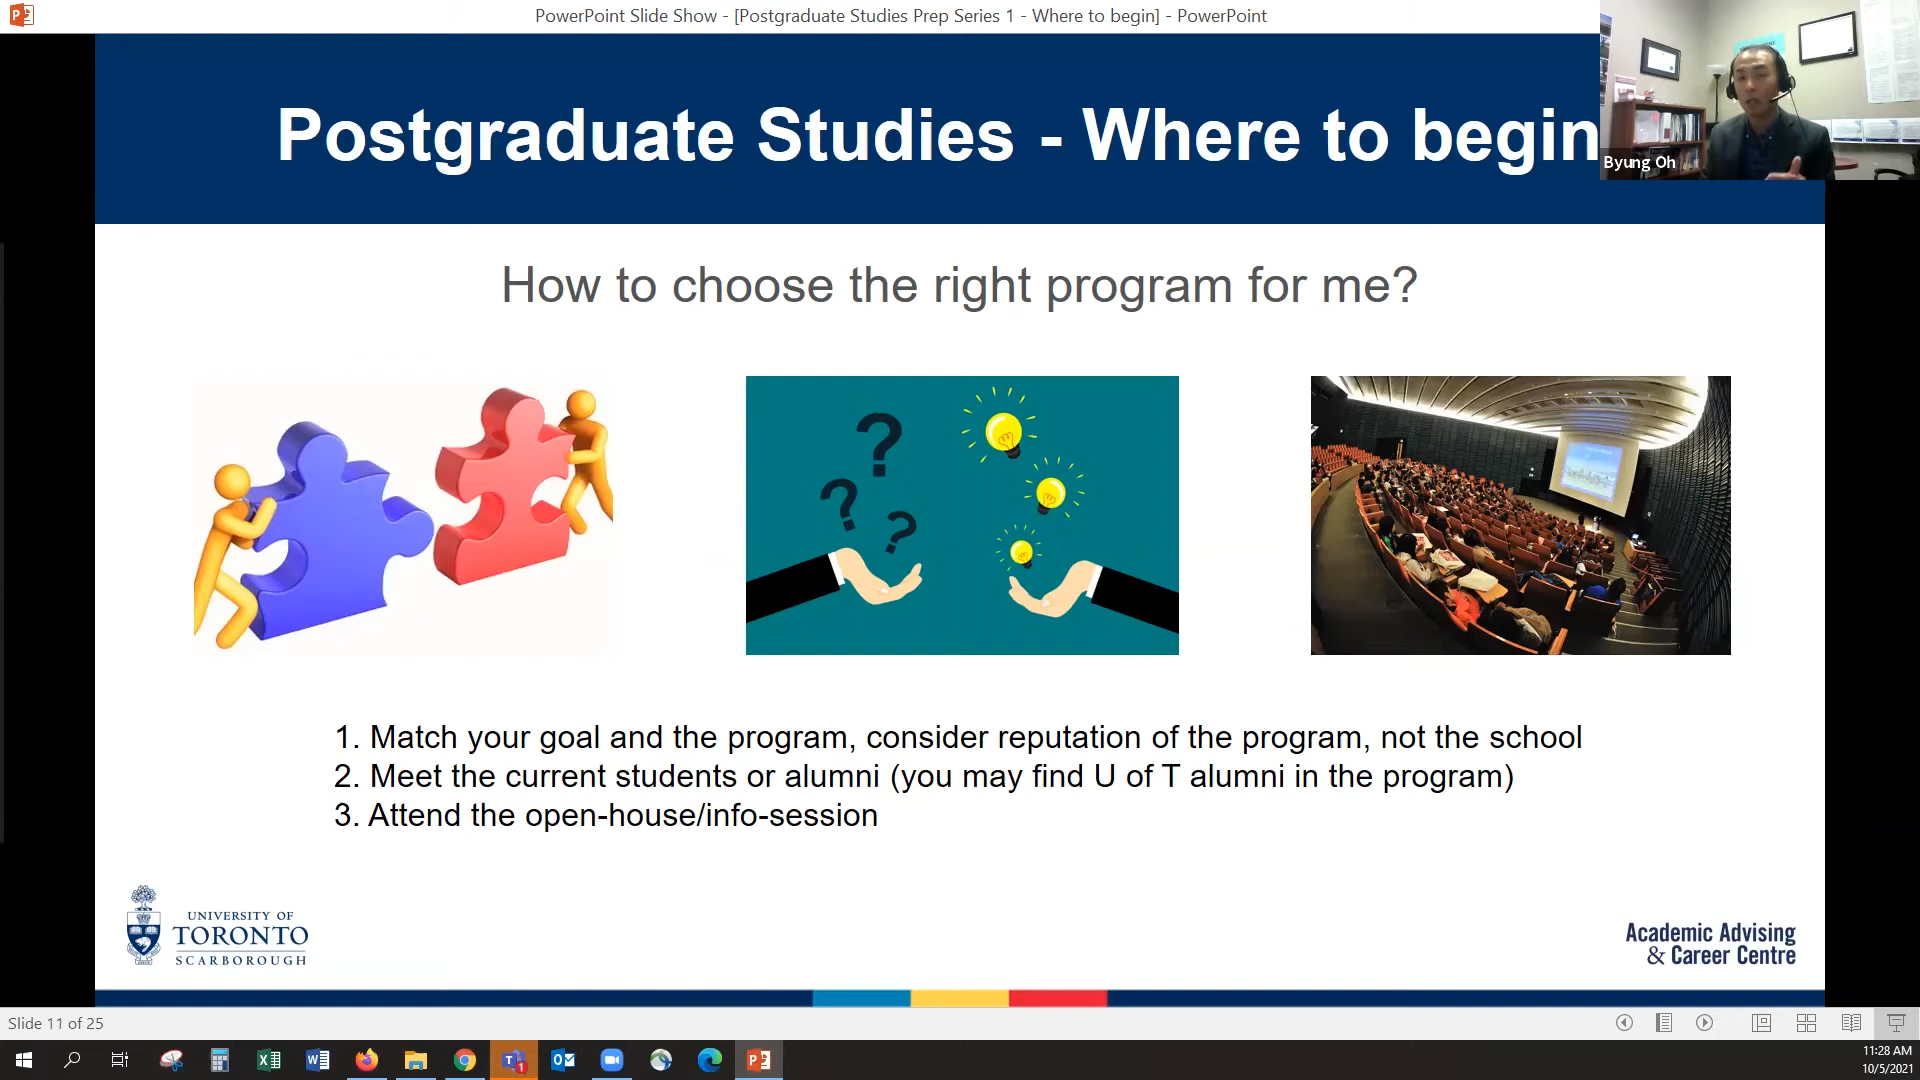 PowerPoint Slide Show - [Postgraduate Studies Prep Series 1 - Where to begin] - PowerPoint
Postgraduate Studies - Where to begin
Byung Oh
How to choose the right program for me?
1. Match your goal and the program, consider reputation of the program, not the school
2. Meet the current students or alumni (you may find U of T alumni in the program)
3. Attend the open-house/info-session
UNIVERSITY OF
TORONTO
SCARBOROUGH
Academic Advising
& Career Centre
Slide 11 of 25
11:28 AM
10/5/2021